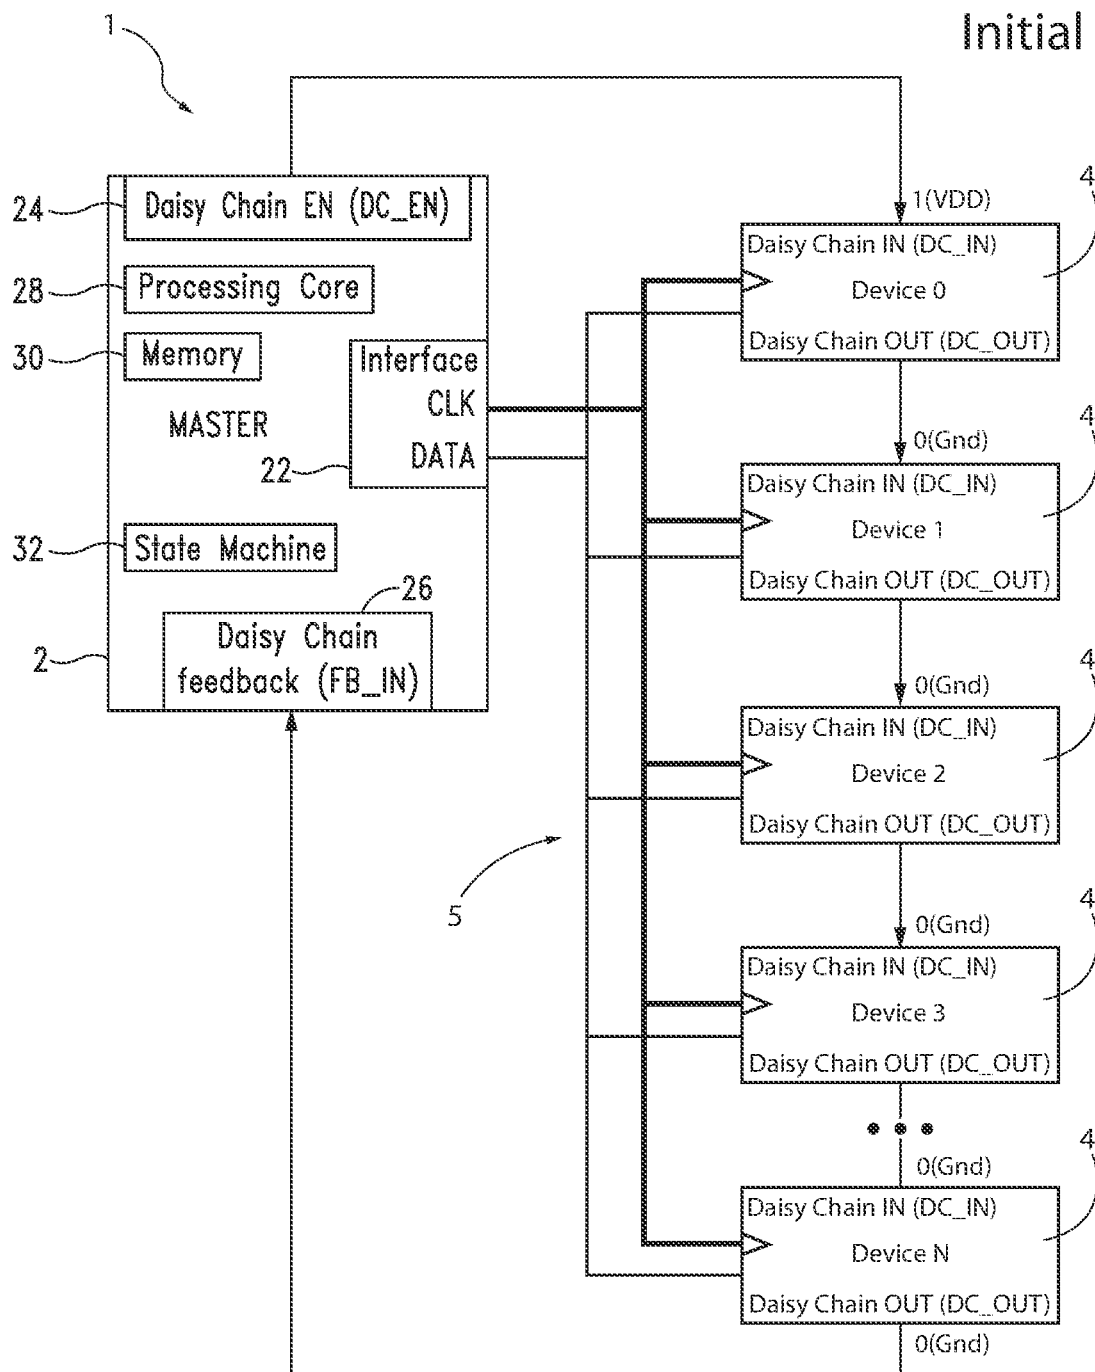 Initial
1
24
Daisy Chain EN (DC_EN)
28
Processing Core
30
Memory
Interface
CLK
DATA
MASTER
22
32
State Machine
26
Daisy Chain
feedback (FB_IN)
2
5
1(VDD)
4
Daisy Chain IN (DC_IN)
Device 0
Daisy Chain OUT (DC_OUT)
0(Gnd)
4
Daisy Chain IN (DC_IN)
Device 1
Daisy Chain OUT (DC_OUT)
0(Gnd)
4
Daisy Chain IN (DC_IN)
Device 2
Daisy Chain OUT (DC_OUT)
0(Gnd)
4
Daisy Chain IN (DC_IN)
Device 3
Daisy Chain OUT (DC_OUT)
• • •
0(Gnd)
4
Daisy Chain IN (DC_IN)
Device N
Daisy Chain OUT (DC_OUT)
0(Gnd)